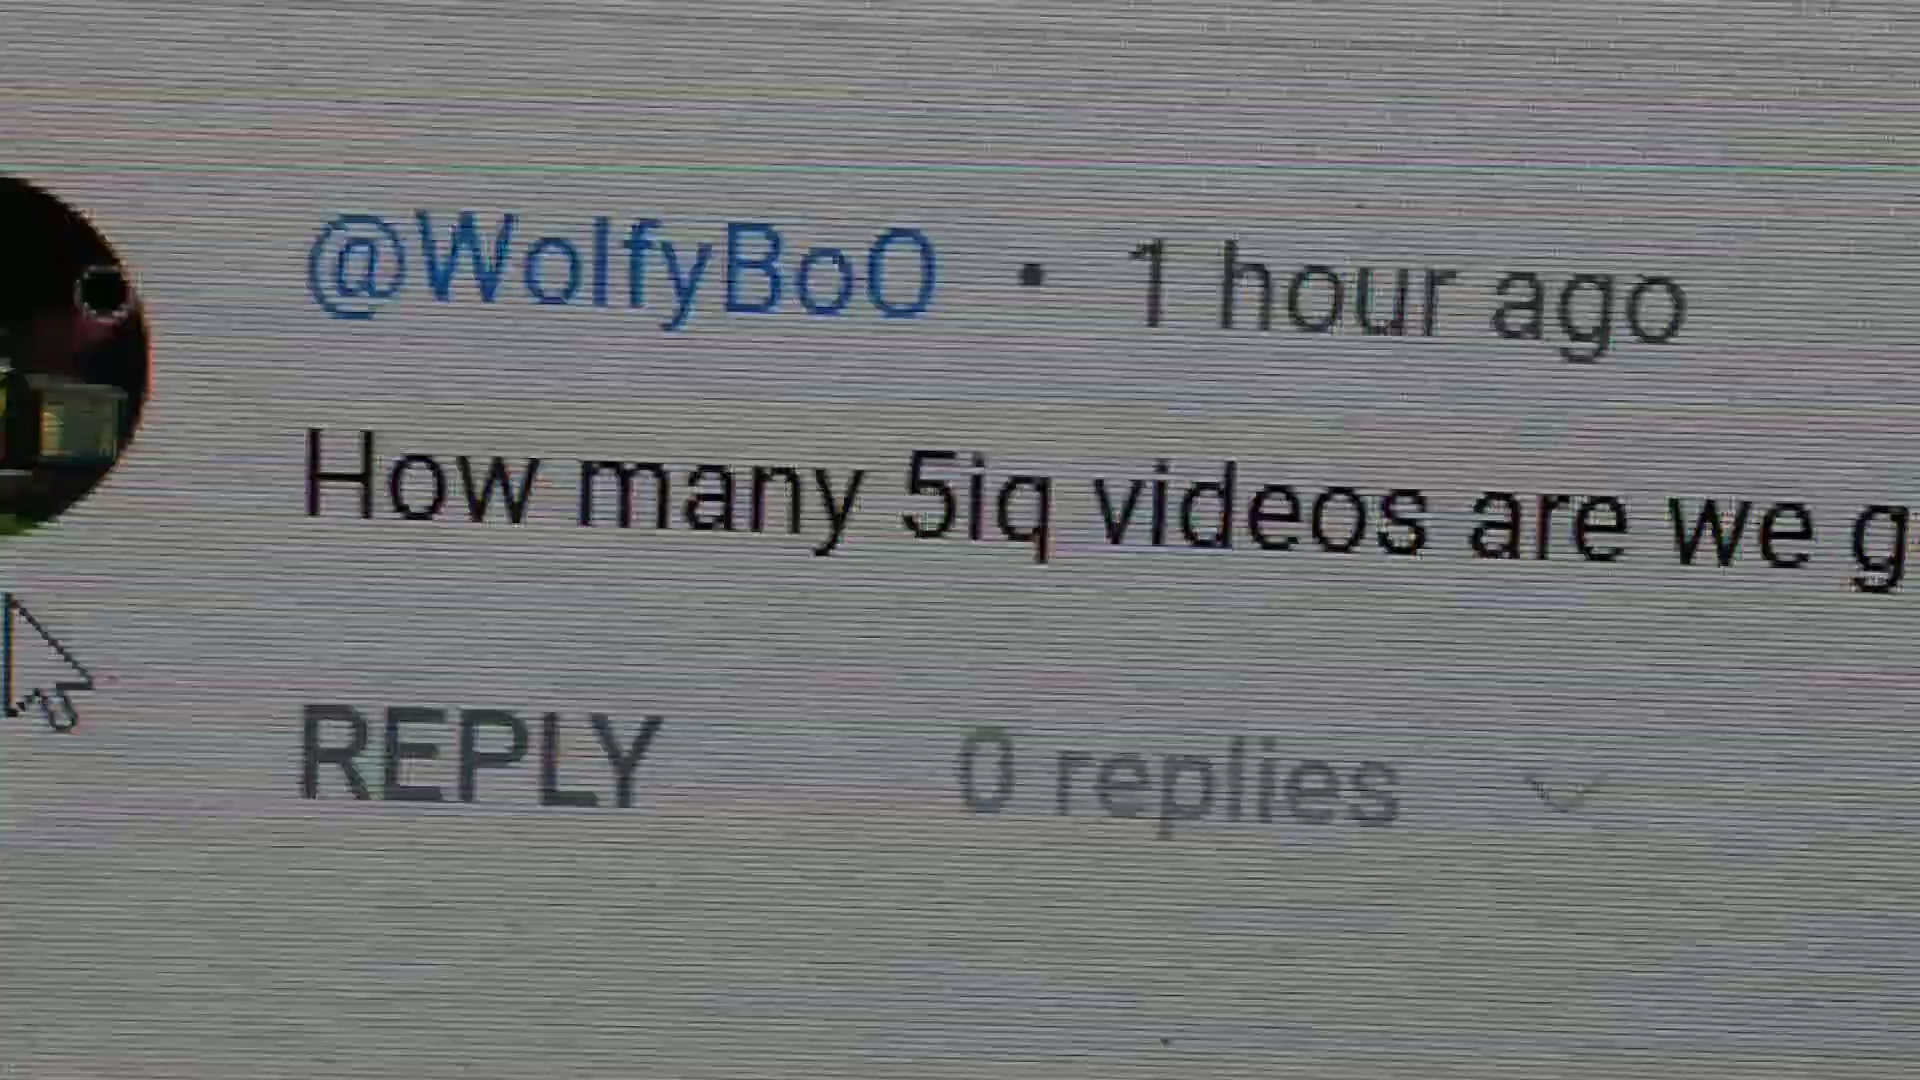 @WolfyBoO • 1 hour ago
How many 5iq videos are we g
REPLY 0 replies